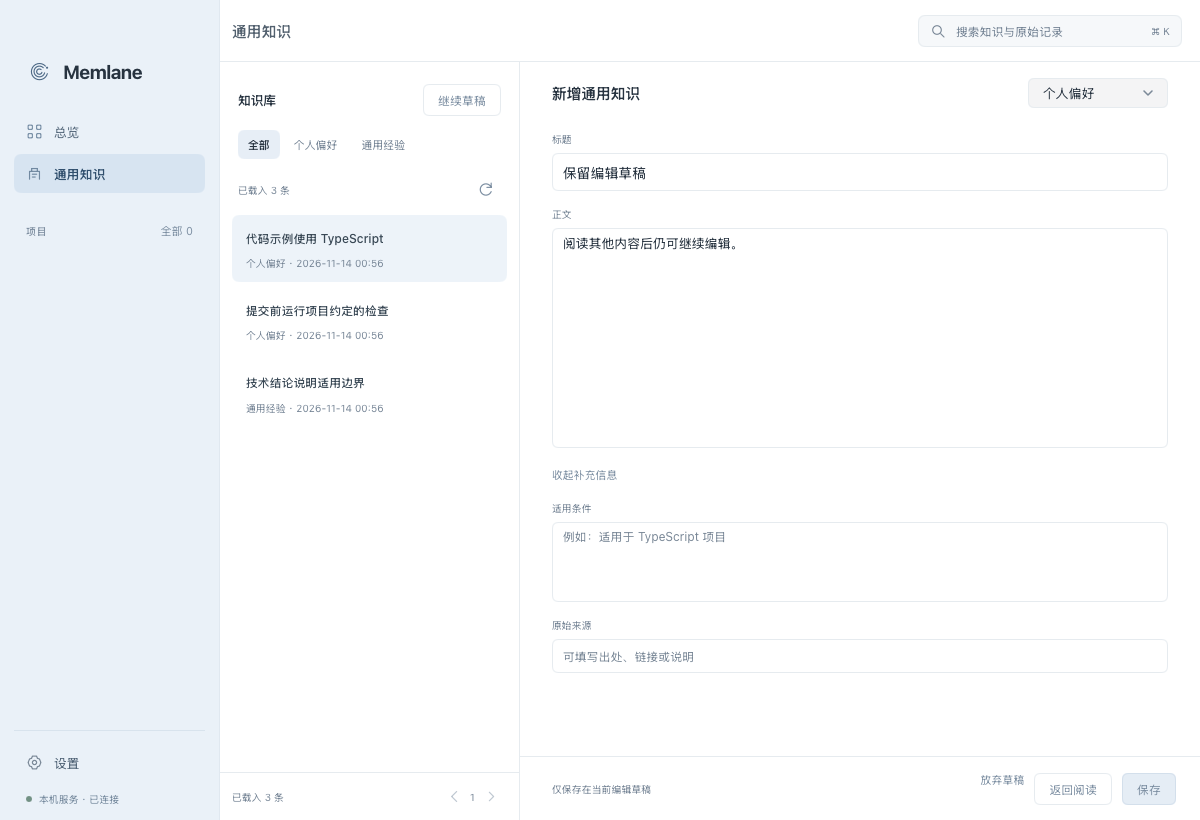 Memlane
总览
通用知识
项目
全部 0
设置
本机服务 · 已连接
通用知识
搜索知识与原始记录
⌘ K
知识库
继续草稿
全部
个人偏好
通用经验
已载入 3 条
代码示例使用 TypeScript
个人偏好 · 2026-11-14 00:56
提交前运行项目约定的检查
个人偏好 · 2026-11-14 00:56
技术结论说明适用边界
通用经验 · 2026-11-14 00:56
已载入 3 条
1
新增通用知识
个人偏好
标题
保留编辑草稿
正文
阅读其他内容后仍可继续编辑。
收起补充信息
适用条件
例如：适用于 TypeScript 项目
原始来源
可填写出处、链接或说明
仅保存在当前编辑草稿
放弃草稿
返回阅读
保存